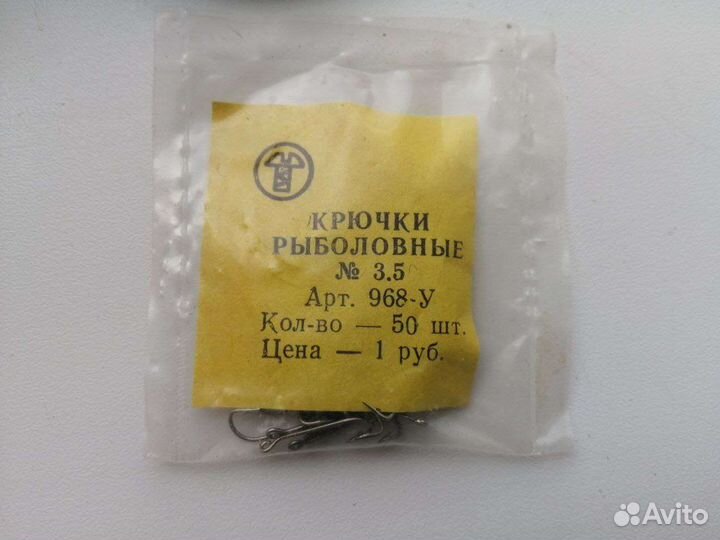 КРЮЧКИ
РЫБОЛОВНЫЕ
№ 3.5
Арт. 968-У
Кол-во — 50 шт.
Цена — 1 руб.
Avito